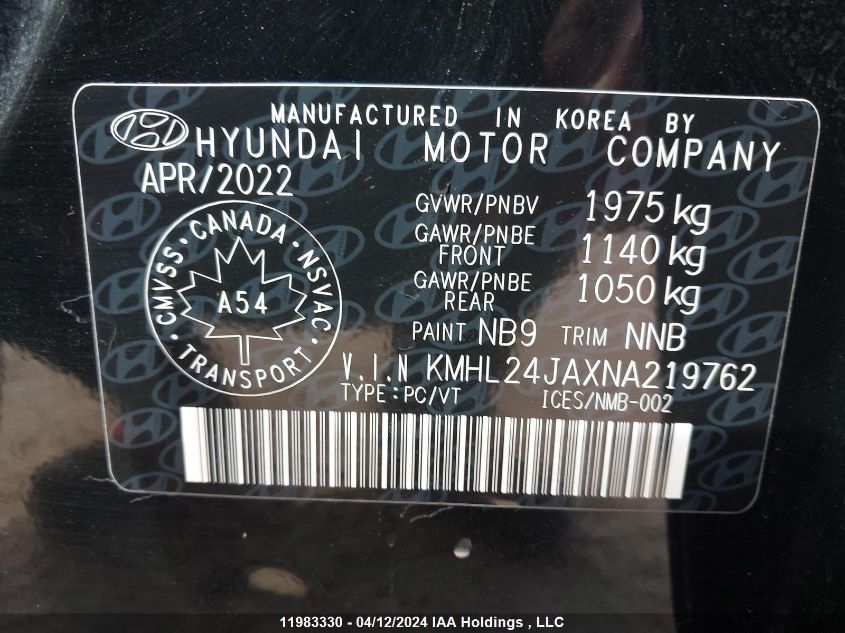 MANUFACTURED IN KOREA BY
HYUNDAI MOTOR COMPANY
APR/2022
GVWR/PNBV 1975 kg
GAWR/PNBE FRONT 1140 kg
GAWR/PNBE REAR 1050 kg
PAINT NB9 TRIM NNB
CMVSS · CANADA · NSVAC · TRANSPORT ·
A54
V.I.N KMHL24JAXNA219762
TYPE:PC/VT ICES/NMB-002
11983330 - 04/12/2024 IAA Holdings , LLC